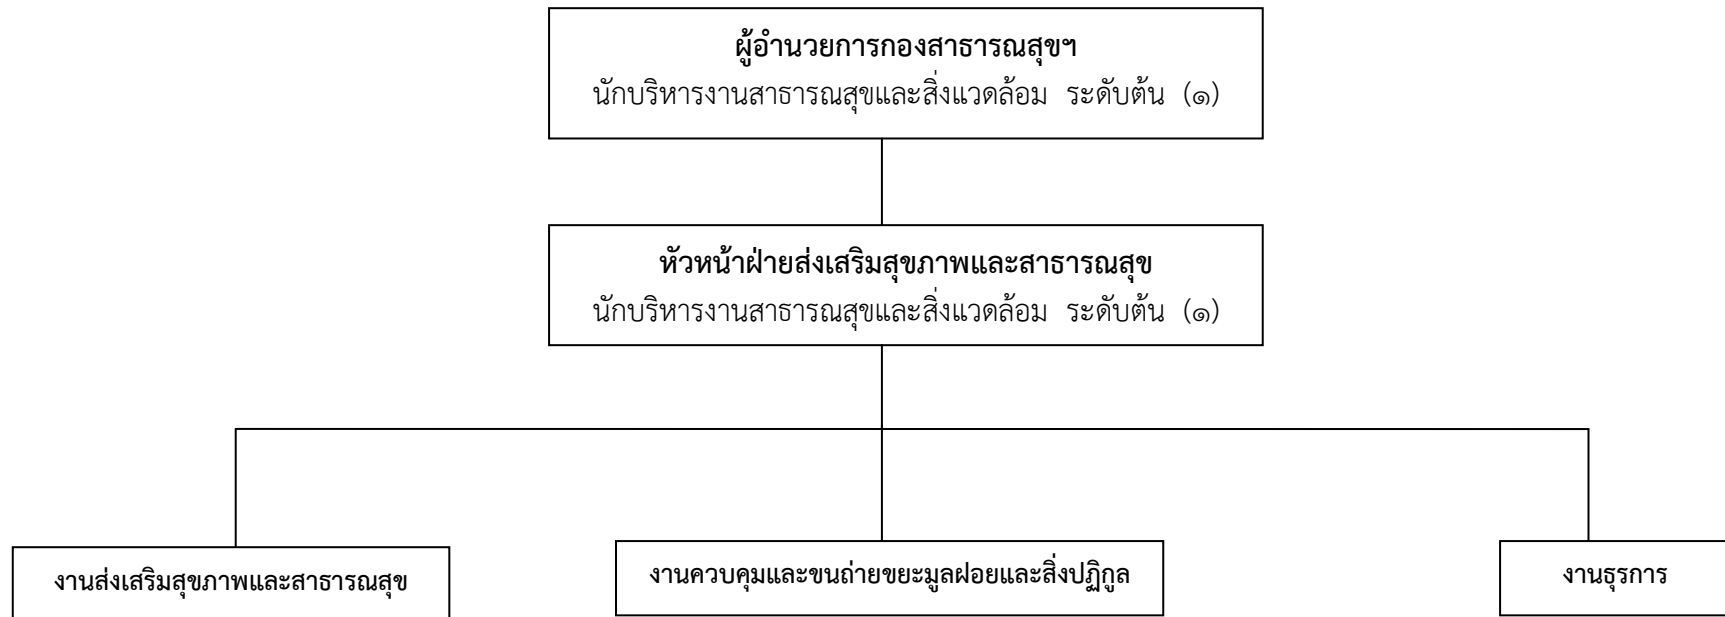 ผู้อำนวยการกองสาธารณสุขฯ
นักบริหารงานสาธารณสุขและสิ่งแวดล้อม ระดับต้น (๑)
หัวหน้าฝ่ายส่งเสริมสุขภาพและสาธารณสุข
นักบริหารงานสาธารณสุขและสิ่งแวดล้อม ระดับต้น (๑)
งานส่งเสริมสุขภาพและสาธารณสุข
งานควบคุมและขนถ่ายขยะมูลฝอยและสิ่งปฏิกูล
งานธุรการ